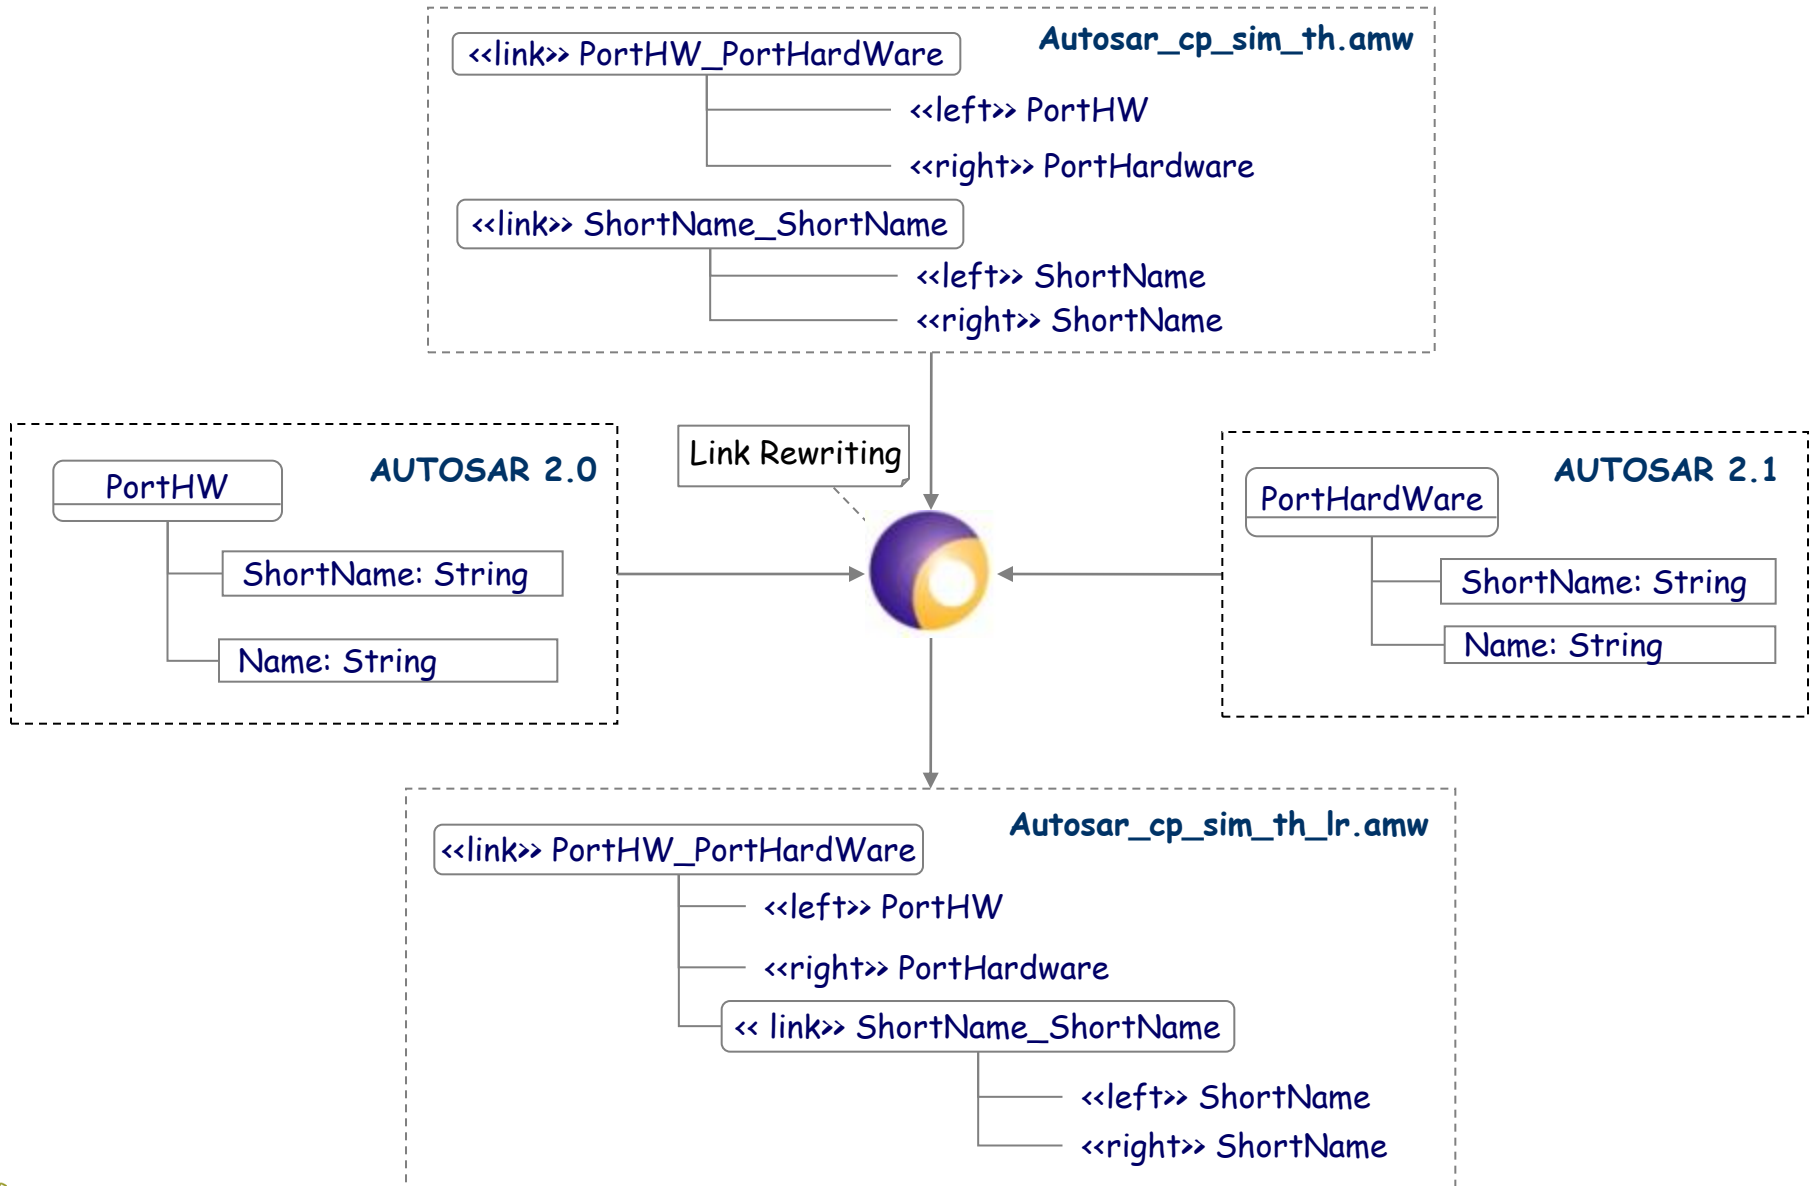 Autosar_cp_sim_th.amw
<<link>> PortHW_PortHardWare
<<left>> PortHW
<<right>> PortHardware
<<link>> ShortName_ShortName
<<left>> ShortName
<<right>> ShortName
AUTOSAR 2.0
PortHW
ShortName: String
Name: String
Link Rewriting
AUTOSAR 2.1
PortHardWare
ShortName: String
Name: String
Autosar_cp_sim_th_lr.amw
<<link>> PortHW_PortHardWare
<<left>> PortHW
<<right>> PortHardware
<< link>> ShortName_ShortName
<<left>> ShortName
<<right>> ShortName